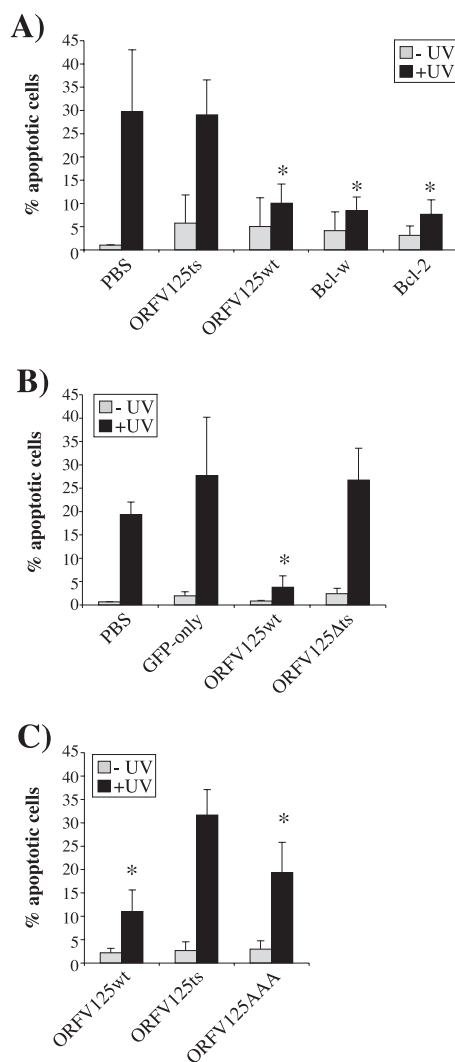 A)
- UV
+UV
% apoptotic cells
45
40
35
30
25
20
15
10
5
0
*
*
*
PBS
ORFV125ts
ORFV125wt
Bcl-w
Bcl-2
B)
- UV
+UV
% apoptotic cells
45
40
35
30
25
20
15
10
5
0
*
PBS
GFP-only
ORFV125wt
ORFV125Δts
C)
- UV
+UV
% apoptotic cells
45
40
35
30
25
20
15
10
5
0
*
*
ORFV125wt
ORFV125ts
ORFV125AAA